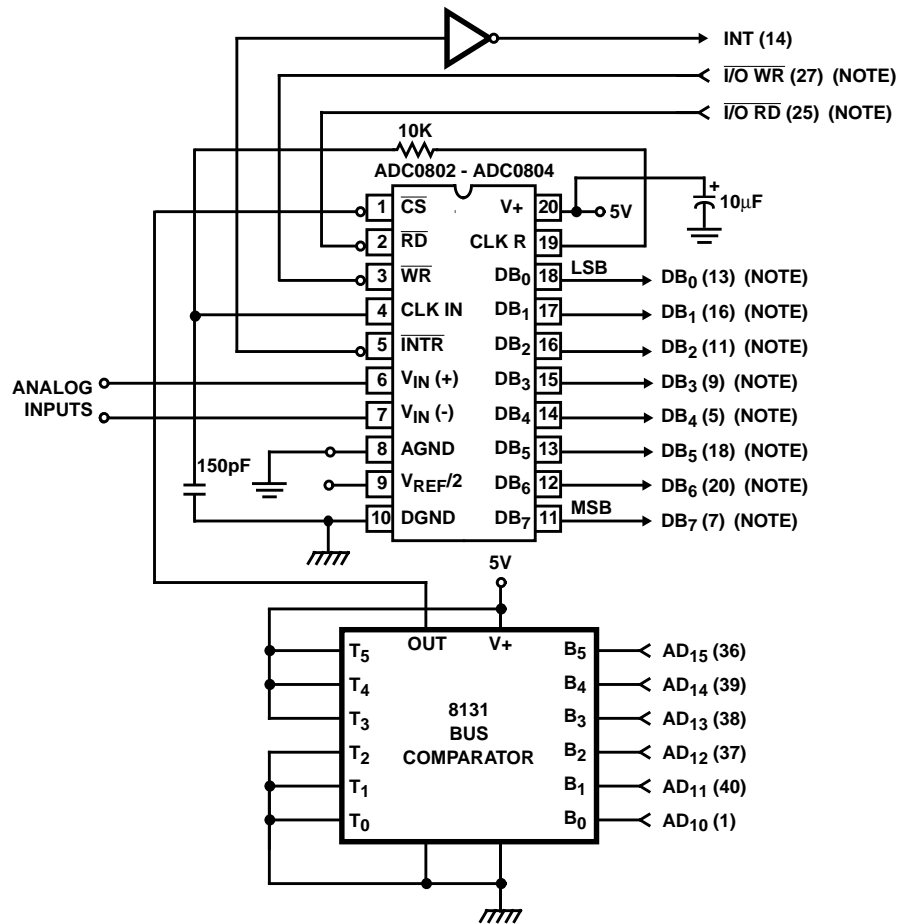 INT (14)
I/O WR (27) (NOTE)
I/O RD (25) (NOTE)
10K
ADC0802 - ADC0804
+
10μF
1 CS V+ 20 5V
2 RD CLK R 19
3 WR DB0 18 LSB DB0 (13) (NOTE)
4 CLK IN DB1 17 DB1 (16) (NOTE)
5 INTR DB2 16 DB2 (11) (NOTE)
ANALOG
INPUTS
6 VIN (+) DB3 15 DB3 (9) (NOTE)
7 VIN (-) DB4 14 DB4 (5) (NOTE)
8 AGND DB5 13 DB5 (18) (NOTE)
150pF
9 VREF/2 DB6 12 DB6 (20) (NOTE)
10 DGND DB7 11 MSB DB7 (7) (NOTE)
5V
OUT V+
T5 B5 AD15 (36)
T4 B4 AD14 (39)
T3 B3 AD13 (38)
8131
BUS
COMPARATOR
T2 B2 AD12 (37)
T1 B1 AD11 (40)
T0 B0 AD10 (1)